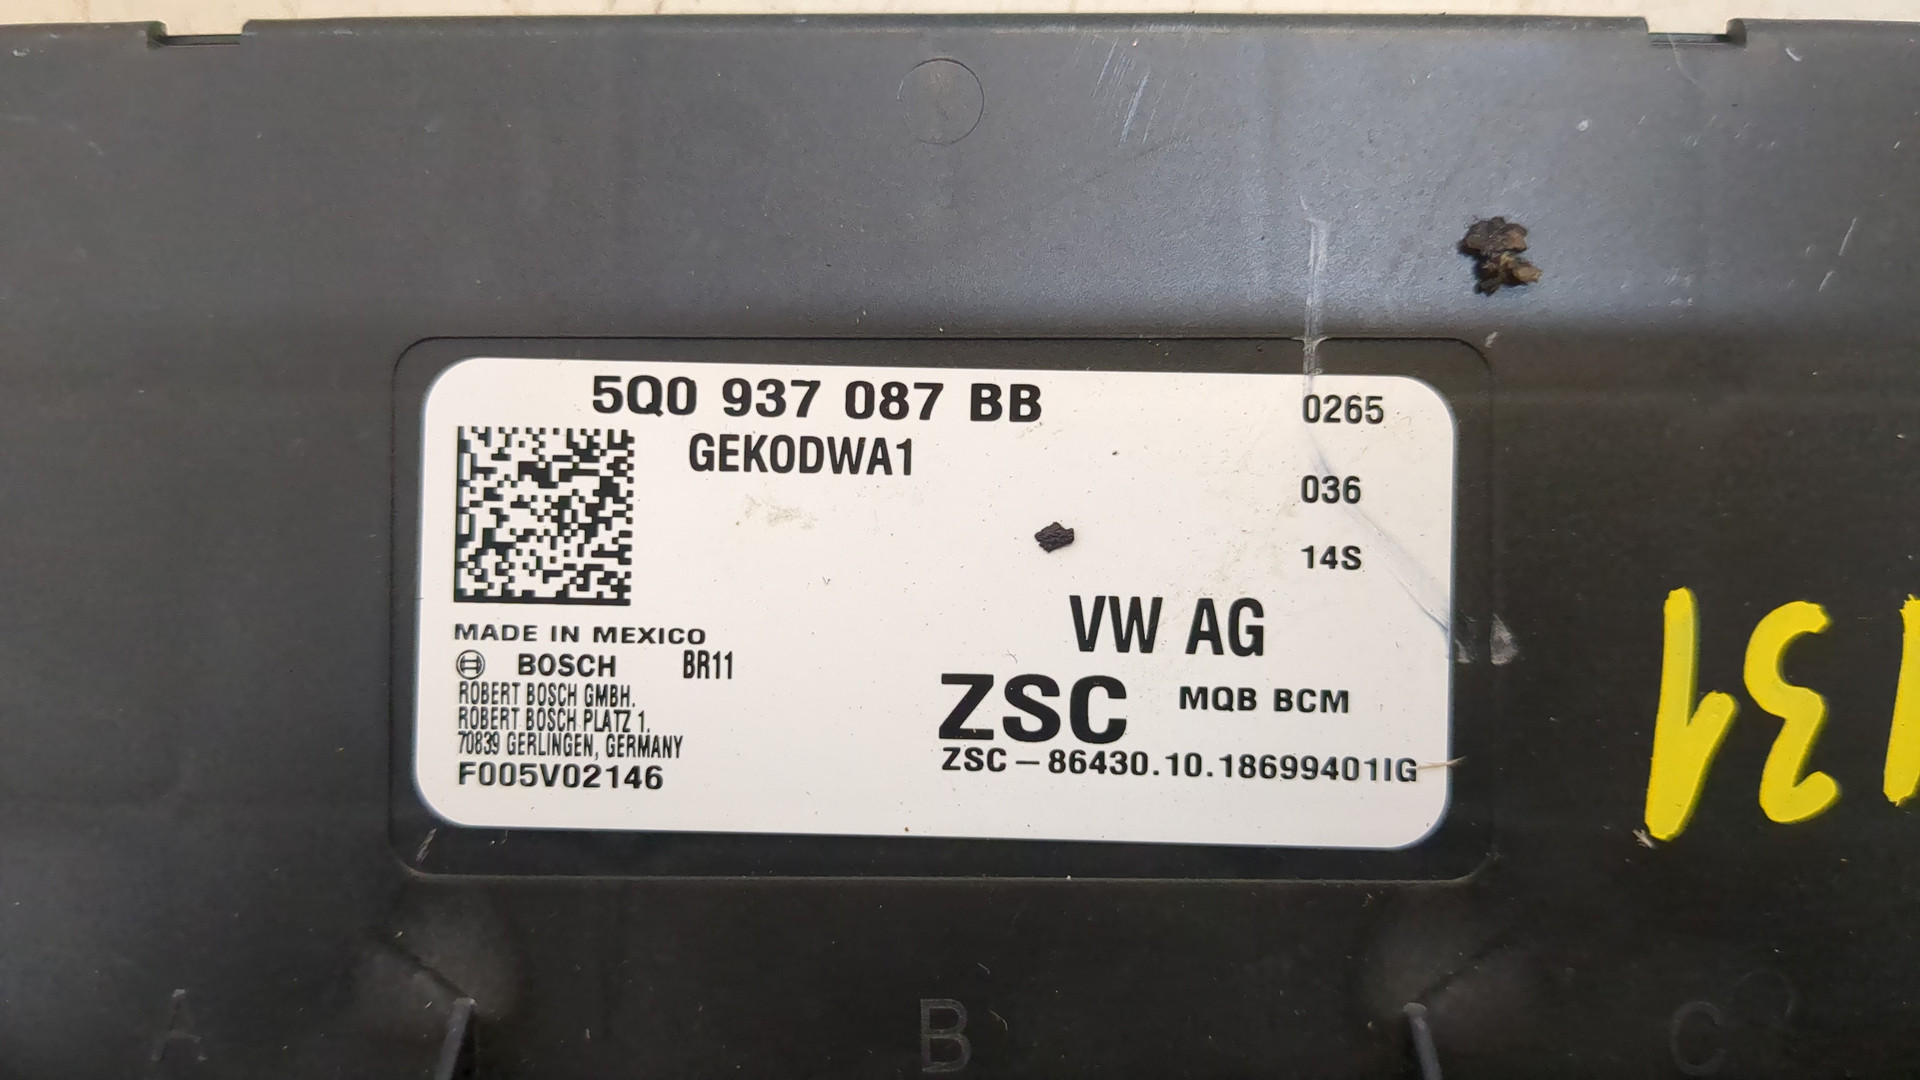 5Q0 937 087 BB
0265
GEKODWA1
036
14S
MADE IN MEXICO
BOSCH BR11
ROBERT BOSCH GMBH.
ROBERT BOSCH PLATZ 1.
70839 GERLINGEN, GERMANY
F005V02146
VW AG
ZSC MQB BCM
ZSC – 86430.10.186994011G
A B C